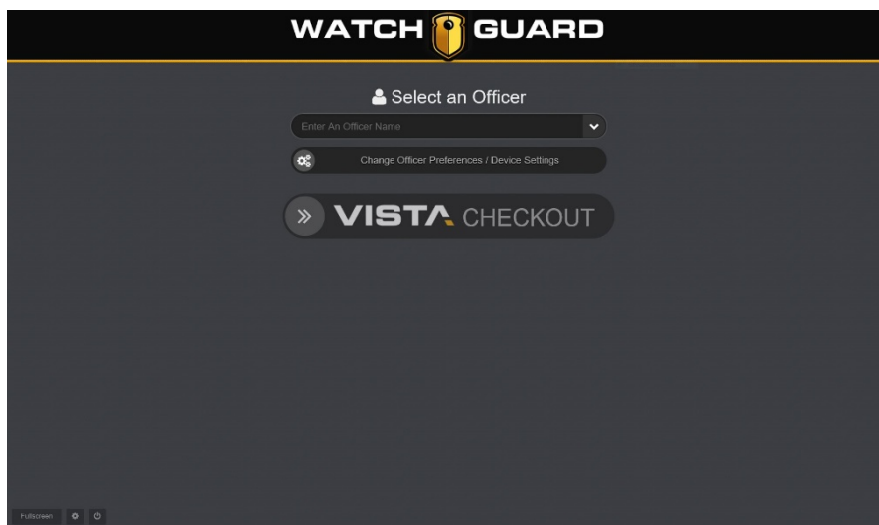 WATCH GUARD
Select an Officer
Enter An Officer Name
Change Officer Preferences / Device Settings
VISTA CHECKOUT
Fullscreen